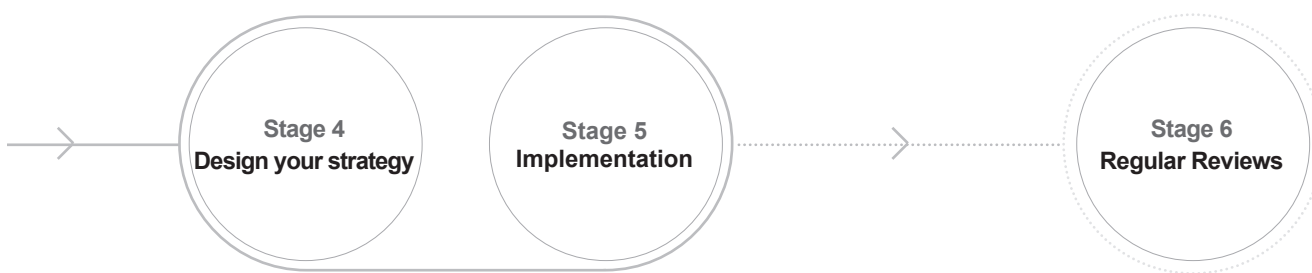 Stage 4
Design your strategy
Stage 5
Implementation
Stage 6
Regular Reviews